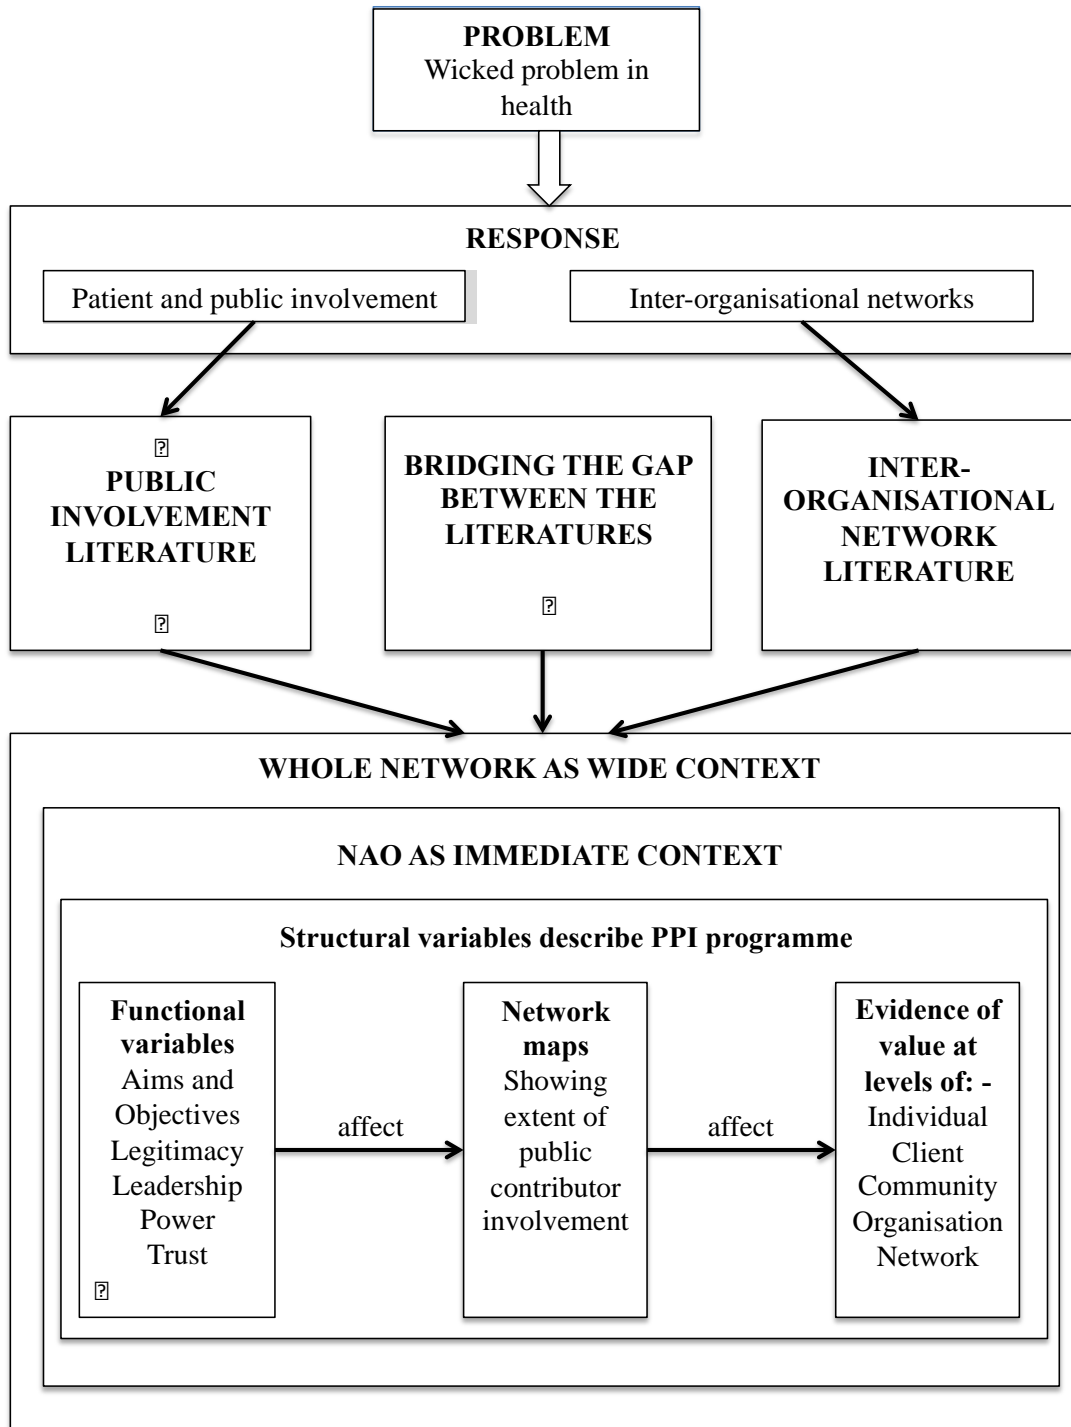 PROBLEM
Wicked problem in
health
RESPONSE
Patient and public involvement
Inter-organisational networks
PUBLIC
INVOLVEMENT
LITERATURE
BRIDGING THE GAP
BETWEEN THE
LITERATURES
INTER-
ORGANISATIONAL
NETWORK
LITERATURE
WHOLE NETWORK AS WIDE CONTEXT
NAO AS IMMEDIATE CONTEXT
Structural variables describe PPI programme
Functional
variables
Aims and
Objectives
Legitimacy
Leadership
Power
Trust
affect
Network
maps
Showing
extent of
public
contributor
involvement
affect
Evidence of
value at
levels of: -
Individual
Client
Community
Organisation
Network